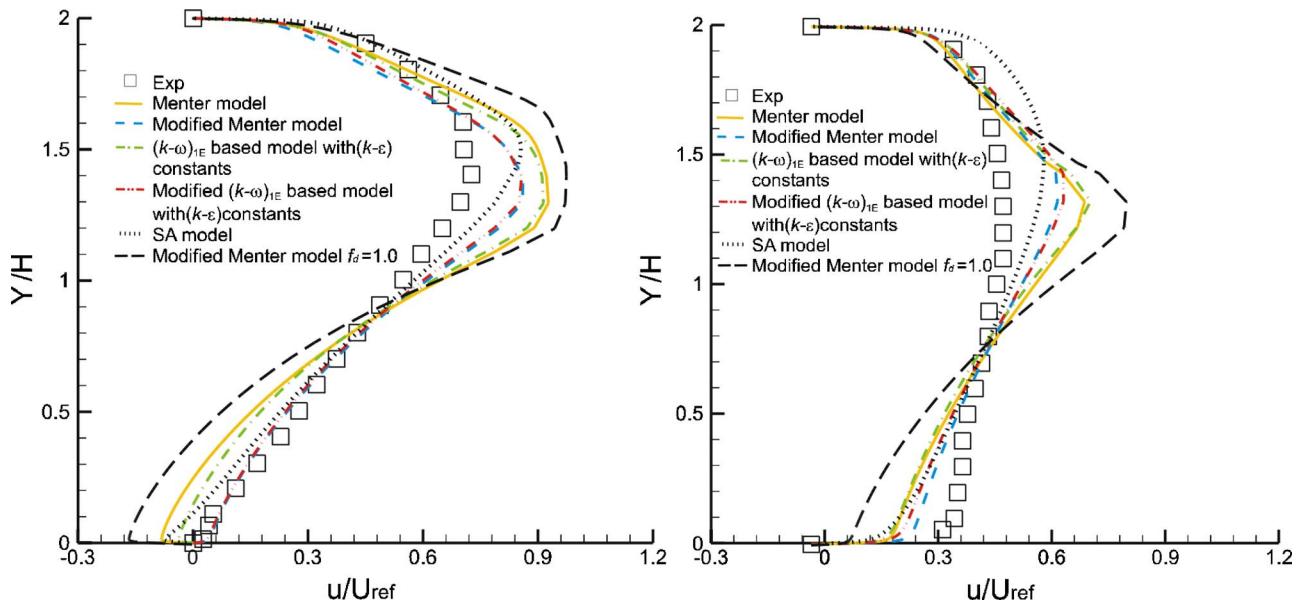 2
1.5
1
0.5
0
Y/H
-0.3
0
0.3
0.6
0.9
1.2
u/Uref
Exp
Menter model
Modified Menter model
(k-ω)1E based model with(k-ε)
constants
Modified (k-ω)1E based model
with(k-ε)constants
SA model
Modified Menter model fd=1.0
2
1.5
1
0.5
0
Y/H
-0.3
0
0.3
0.6
0.9
1.2
u/Uref
Exp
Menter model
Modified Menter model
(k-ω)1E based model with(k-ε)
constants
Modified (k-ω)1E based model
with(k-ε)constants
SA model
Modified Menter model fd=1.0